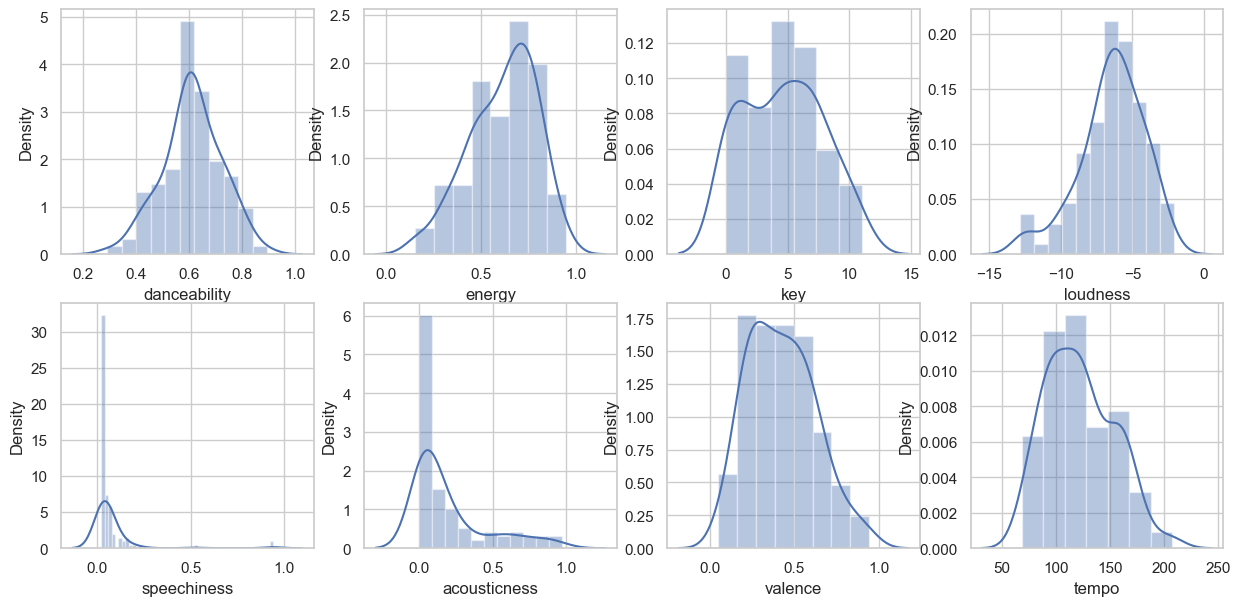 5
4
3
2
1
0
Density
0.2 0.4 0.6 0.8 1.0
danceability
2.5
2.0
1.5
1.0
0.5
0.0
Density
0.0 0.5 1.0
energy
0.12
0.10
0.08
0.06
0.04
0.02
0.00
Density
0 5 10 15
key
0.20
0.15
0.10
0.05
0.00
Density
−15 −10 −5 0
loudness
30
25
20
15
10
5
0
Density
0.0 0.5 1.0
speechiness
6
5
4
3
2
1
0
Density
0.0 0.5 1.0
acousticness
1.75
1.50
1.25
1.00
0.75
0.50
0.25
0.00
Density
0.0 0.5 1.0
valence
0.012
0.010
0.008
0.006
0.004
0.002
0.000
Density
50 100 150 200 250
tempo